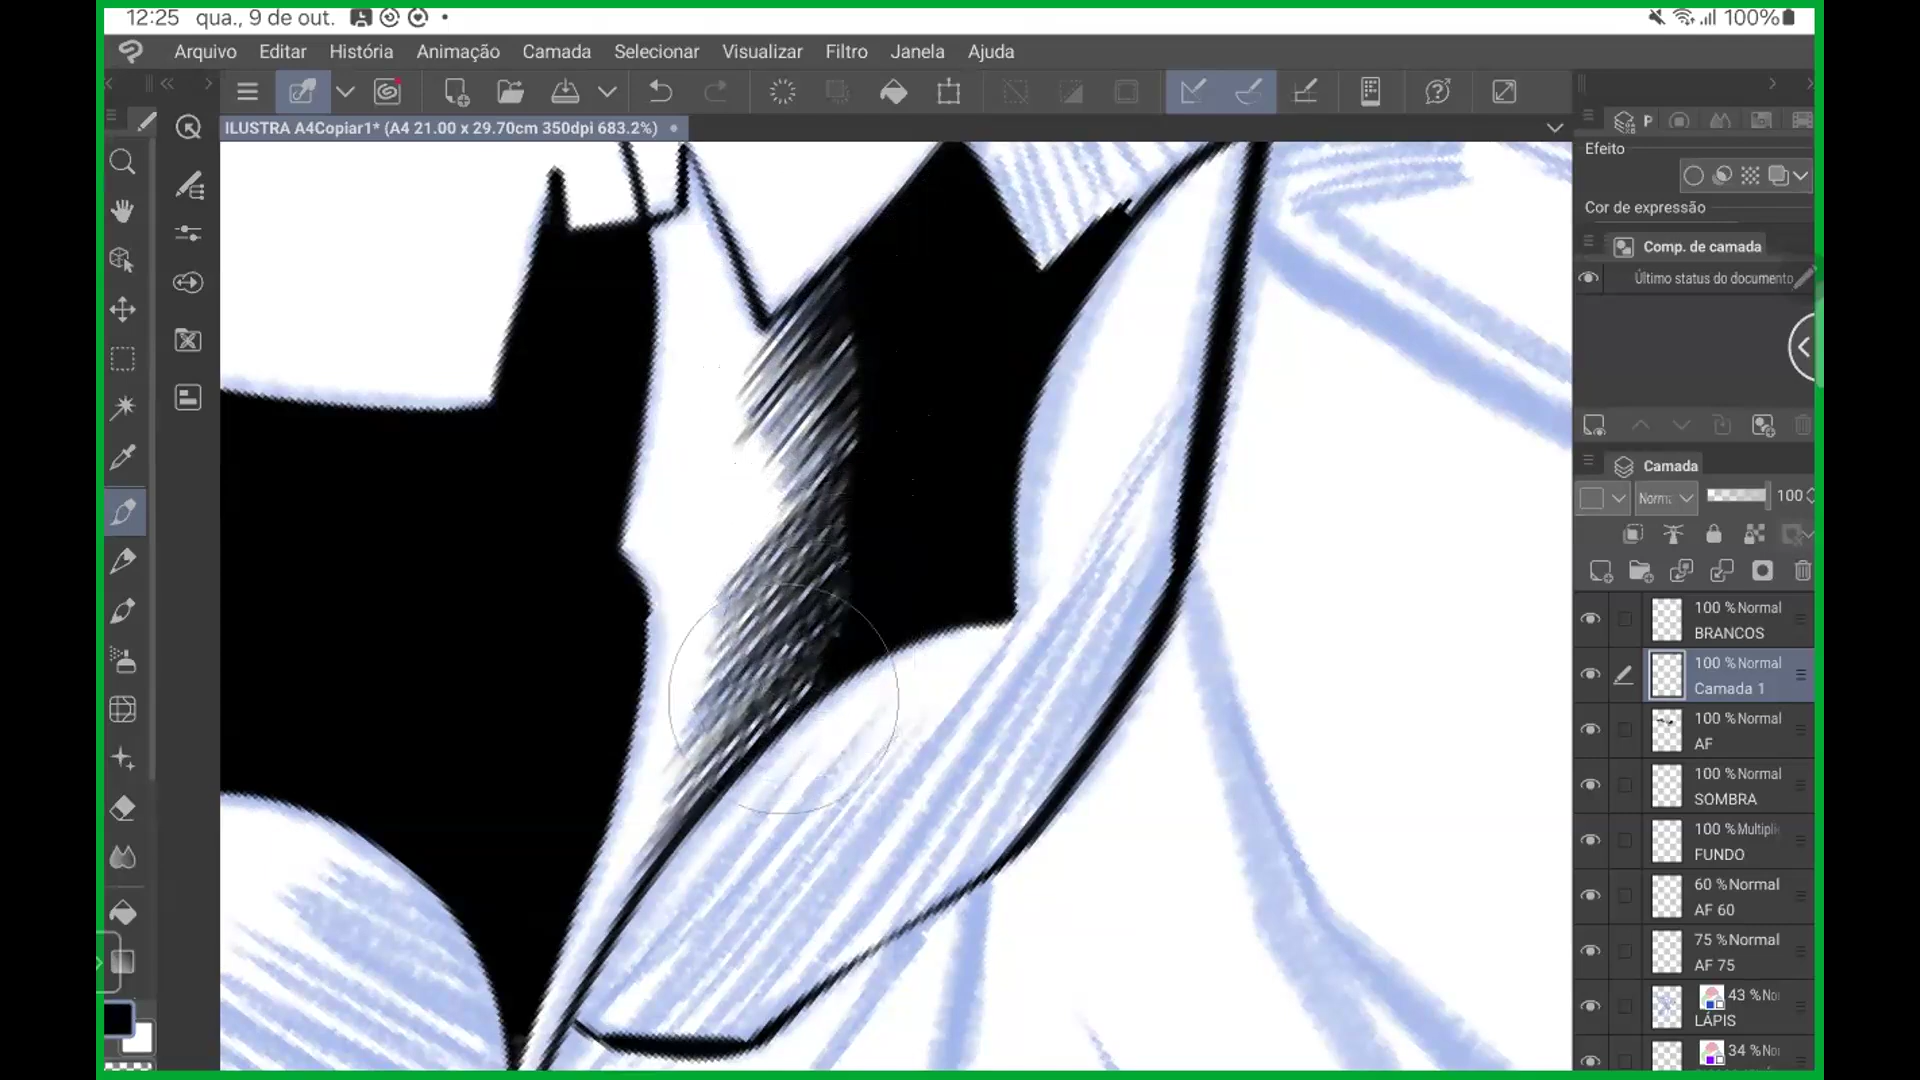 12:25 qua., 9 de out.
100%
Arquivo Editar História Animação Camada Selecionar Visualizar Filtro Janela Ajuda
ILUSTRA A4Copiar1* (A4 21.00 x 29.70cm 350dpi 683.2%)
P
Efeito
Cor de expressão
Comp. de camada
Último status do documento
Camada
Norma 100
100 % Normal
BRANCOS
100 % Normal
Camada 1
100 % Normal
AF
100 % Normal
SOMBRA
100 % Multipli
FUNDO
60 % Normal
AF 60
75 % Normal
AF 75
43 % No
LÁPIS
34 % No